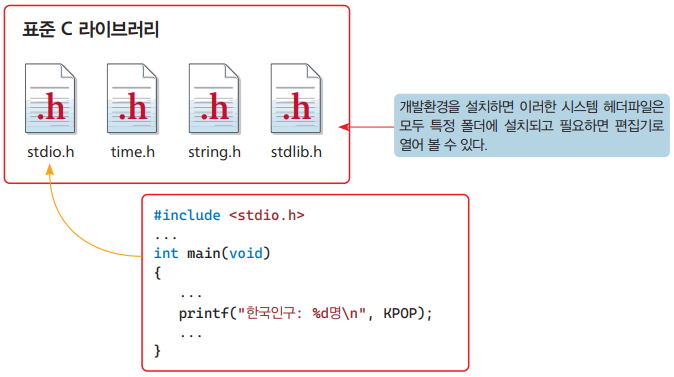 표준 C 라이브러리
.h .h .h .h
stdio.h time.h string.h stdlib.h
개발환경을 설치하면 이러한 시스템 헤더파일은
모두 특정 폴더에 설치되고 필요하면 편집기로
열어 볼 수 있다.
#include <stdio.h>
...
int main(void)
{
...
printf("한국인구: %d명\n", KPOP);
...
}